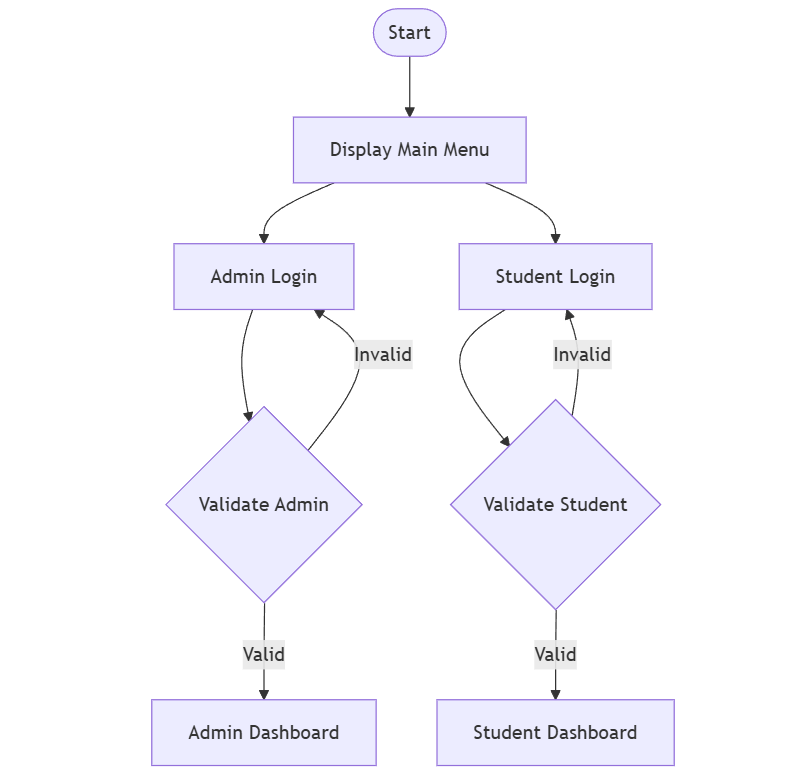 Start
Display Main Menu
Admin Login
Student Login
Invalid
Invalid
Validate Admin
Validate Student
Valid
Valid
Admin Dashboard
Student Dashboard